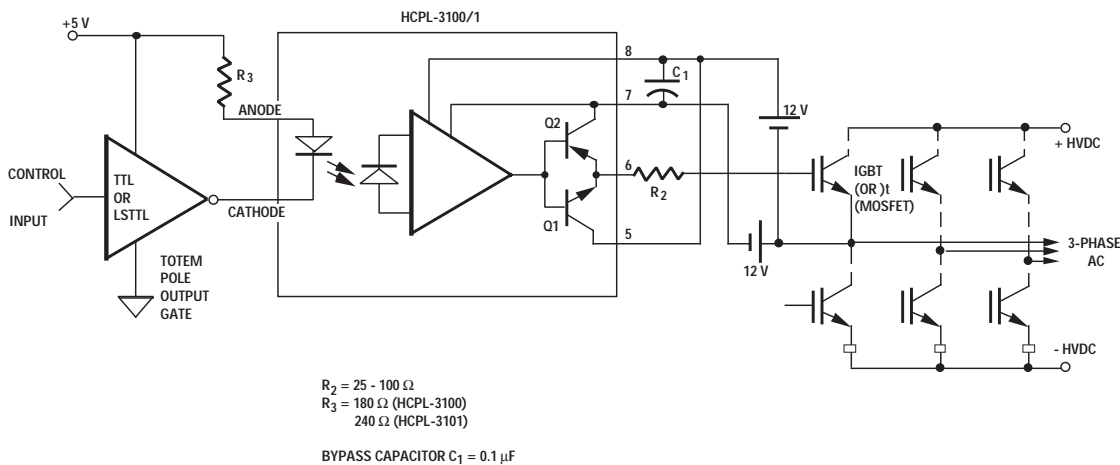 HCPL-3100/1
+5 V
R3
ANODE
CONTROL
INPUT
TTL
OR
LSTTL
CATHODE
TOTEM
POLE
OUTPUT
GATE
8
C1
7
Q2
6
R2
Q1
5
12 V
12 V
IGBT
(OR )t
(MOSFET)
+ HVDC
3-PHASE
AC
- HVDC
R2 = 25 - 100 Ω
R3 = 180 Ω (HCPL-3100)
240 Ω (HCPL-3101)
BYPASS CAPACITOR C1 = 0.1 μF